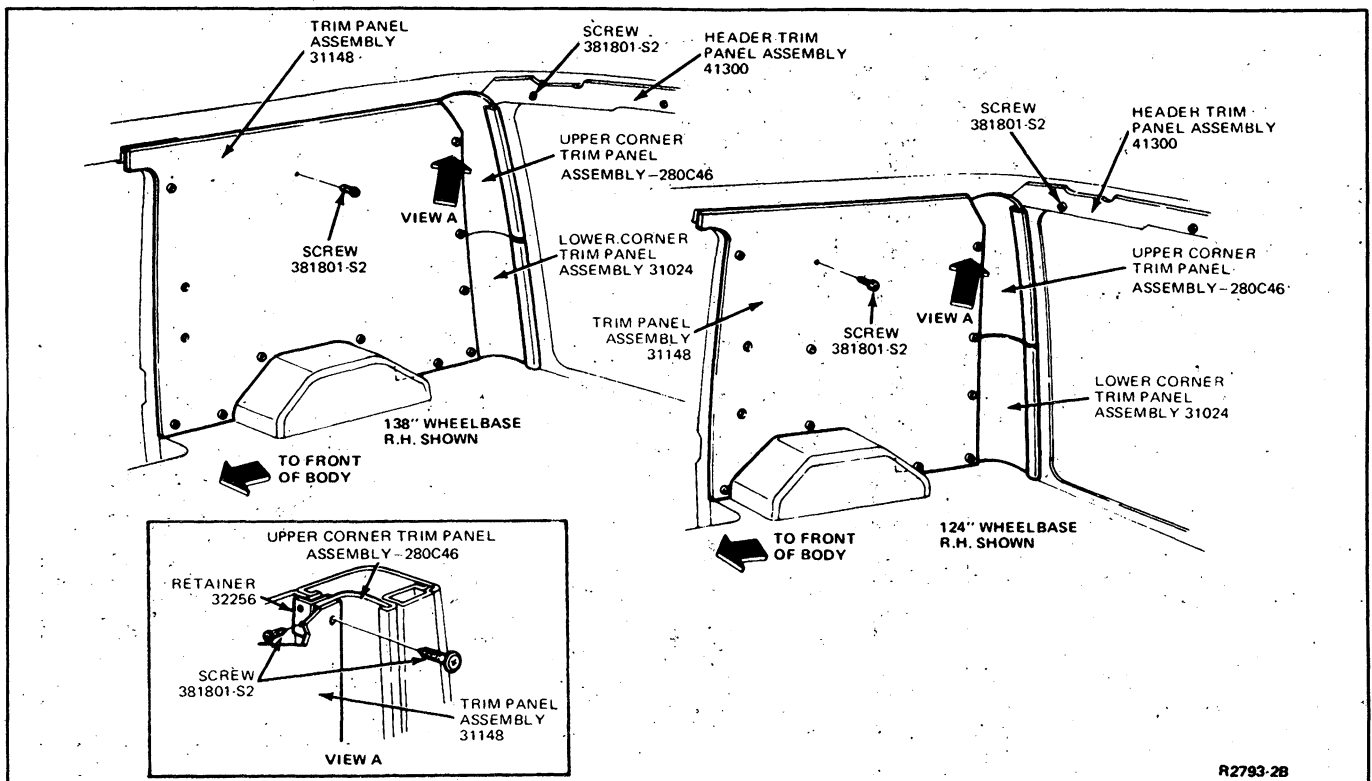 TRIM PANEL
ASSEMBLY
31148
SCREW
381801-S2
HEADER TRIM
PANEL ASSEMBLY
41300
UPPER CORNER
TRIM PANEL
ASSEMBLY-280C46
VIEW A
SCREW
381801-S2
LOWER CORNER
TRIM PANEL
ASSEMBLY 31024
138" WHEELBASE
R.H. SHOWN
TO FRONT
OF BODY
SCREW
381801-S2
HEADER TRIM
PANEL ASSEMBLY
41300
UPPER CORNER
TRIM PANEL
ASSEMBLY-280C46
VIEW A
TRIM PANEL
ASSEMBLY
31148
SCREW
381801-S2
LOWER CORNER
TRIM PANEL
ASSEMBLY 31024
124" WHEELBASE
R.H. SHOWN
TO FRONT
OF BODY
UPPER CORNER TRIM PANEL
ASSEMBLY-280C46
RETAINER
32256
SCREW
381801-S2
TRIM PANEL
ASSEMBLY
31148
VIEW A
R2793-2B